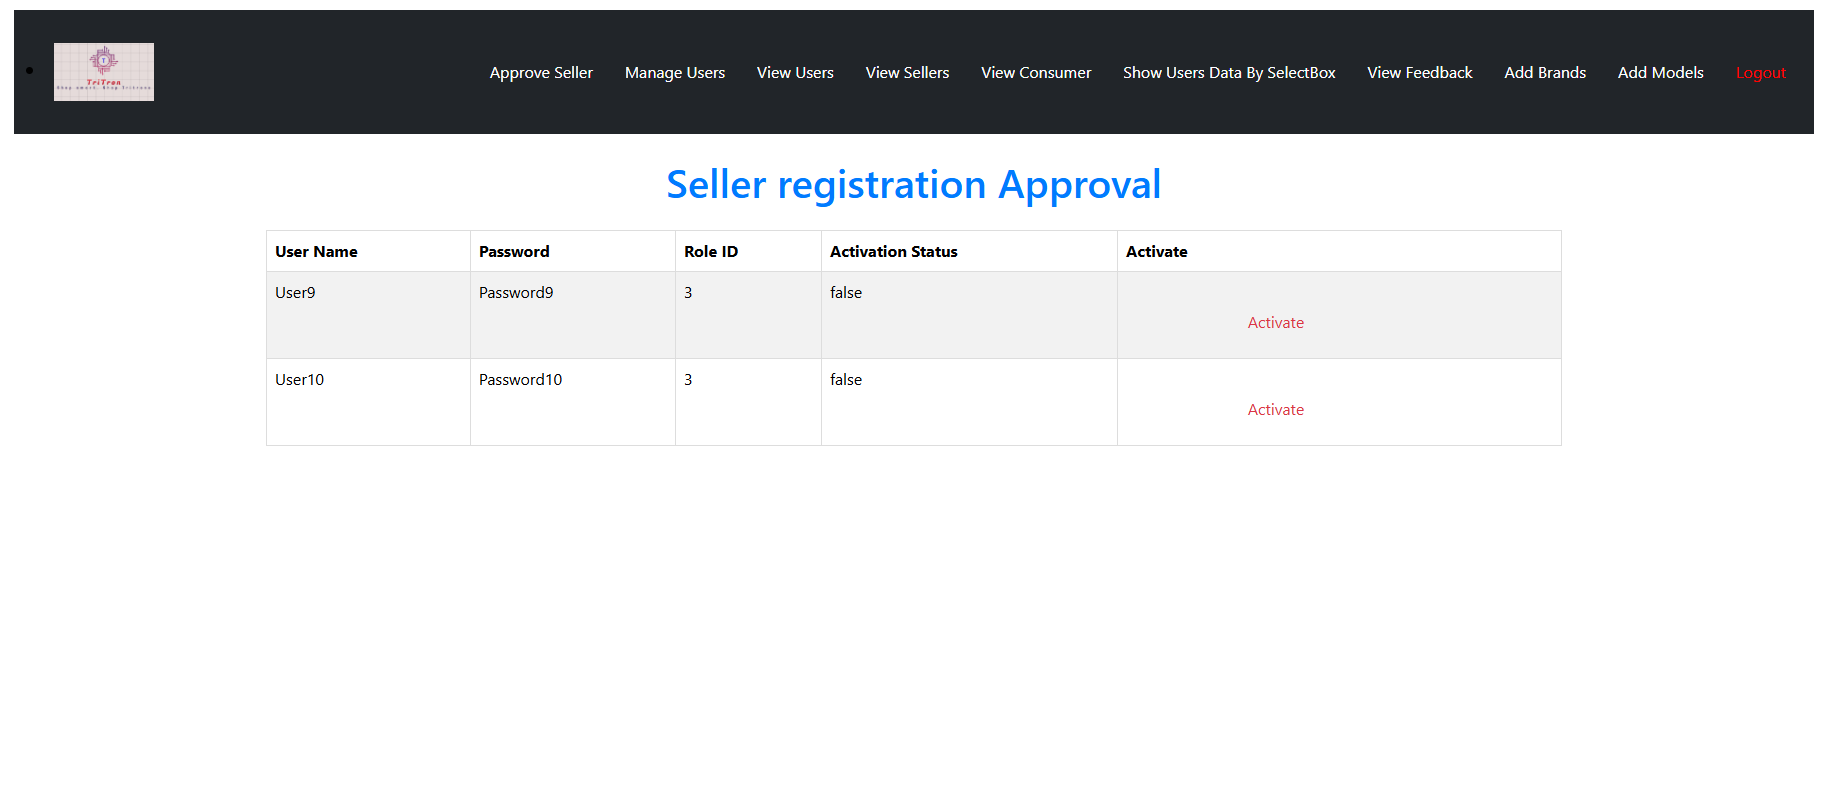 TriTron
Approve Seller Manage Users View Users View Sellers View Consumer Show Users Data By SelectBox View Feedback Add Brands Add Models Logout
Seller registration Approval
User Name Password Role ID Activation Status Activate
User9 Password9 3 false
Activate
User10 Password10 3 false
Activate